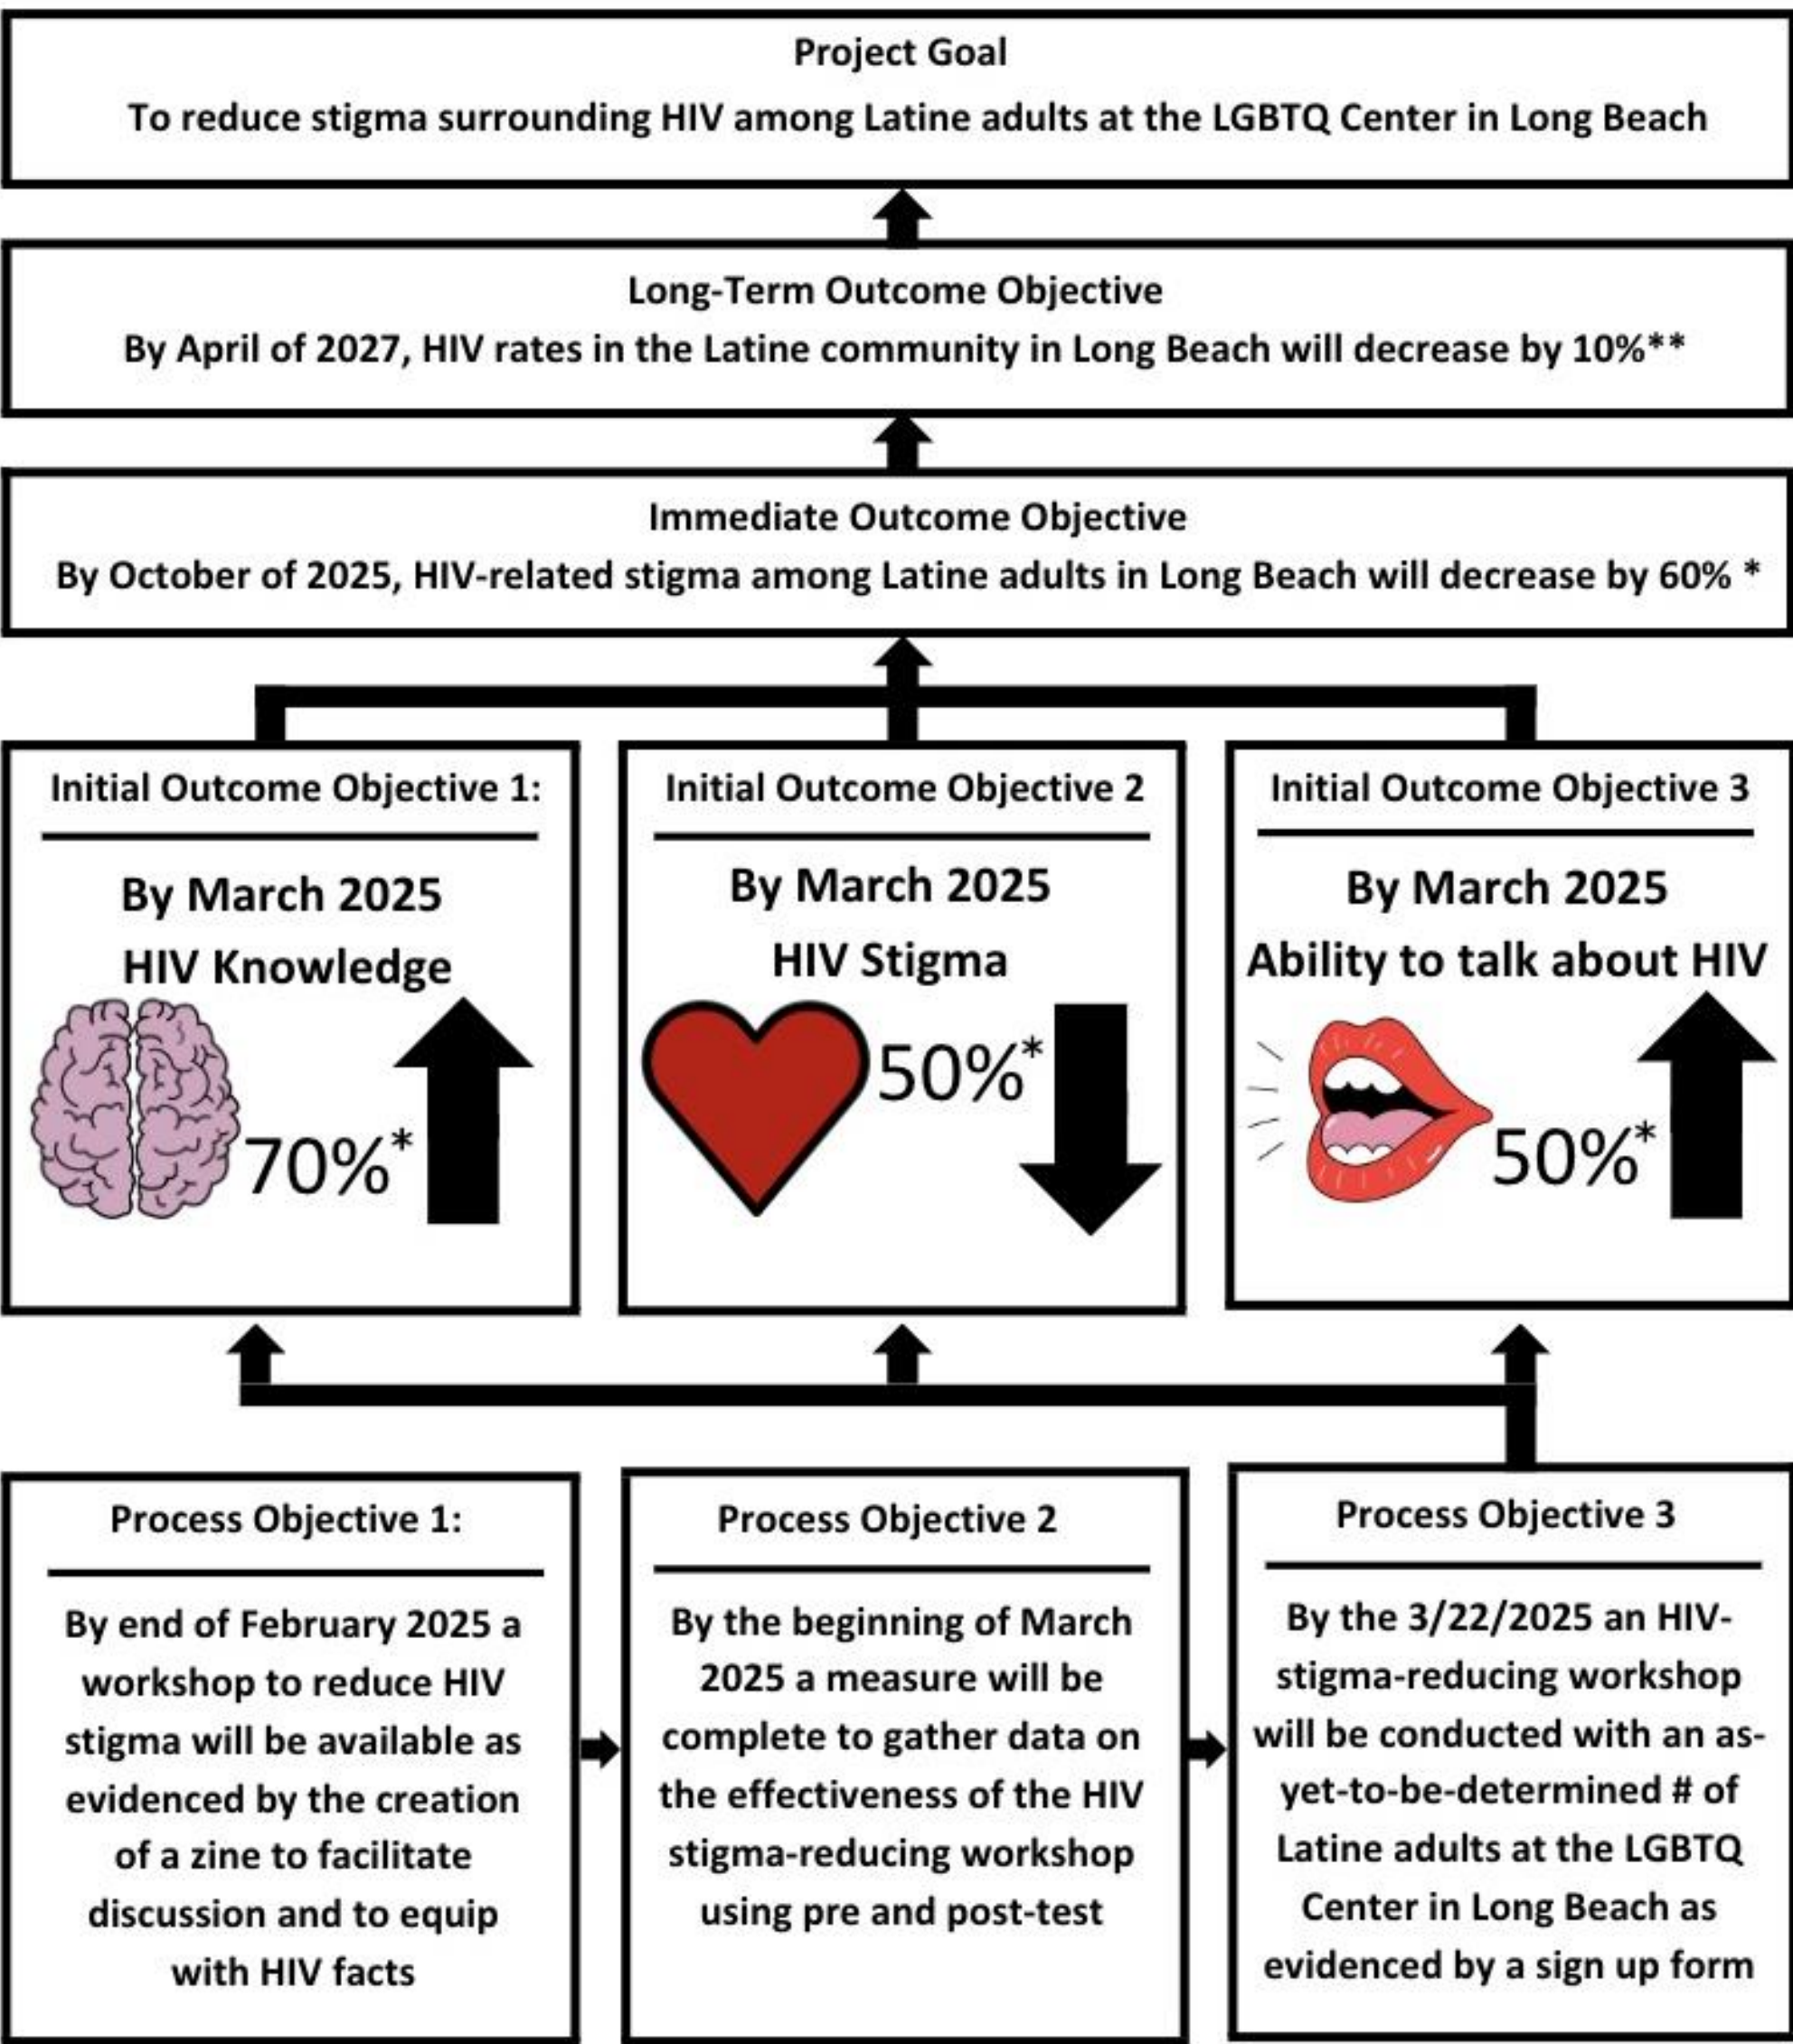 Project Goal
To reduce stigma surrounding HIV among Latine adults at the LGBTQ Center in Long Beach
Long-Term Outcome Objective
By April of 2027, HIV rates in the Latine community in Long Beach will decrease by 10%**
Immediate Outcome Objective
By October of 2025, HIV-related stigma among Latine adults in Long Beach will decrease by 60% *
Initial Outcome Objective 1:
By March 2025
HIV Knowledge
70%*
Initial Outcome Objective 2
By March 2025
HIV Stigma
50%*
Initial Outcome Objective 3
By March 2025
Ability to talk about HIV
50%*
Process Objective 1:
By end of February 2025 a
workshop to reduce HIV
stigma will be available as
evidenced by the creation
of a zine to facilitate
discussion and to equip
with HIV facts
Process Objective 2
By the beginning of March
2025 a measure will be
complete to gather data on
the effectiveness of the HIV
stigma-reducing workshop
using pre and post-test
Process Objective 3
By the 3/22/2025 an HIV-
stigma-reducing workshop
will be conducted with an as-
yet-to-be-determined # of
Latine adults at the LGBTQ
Center in Long Beach as
evidenced by a sign up form